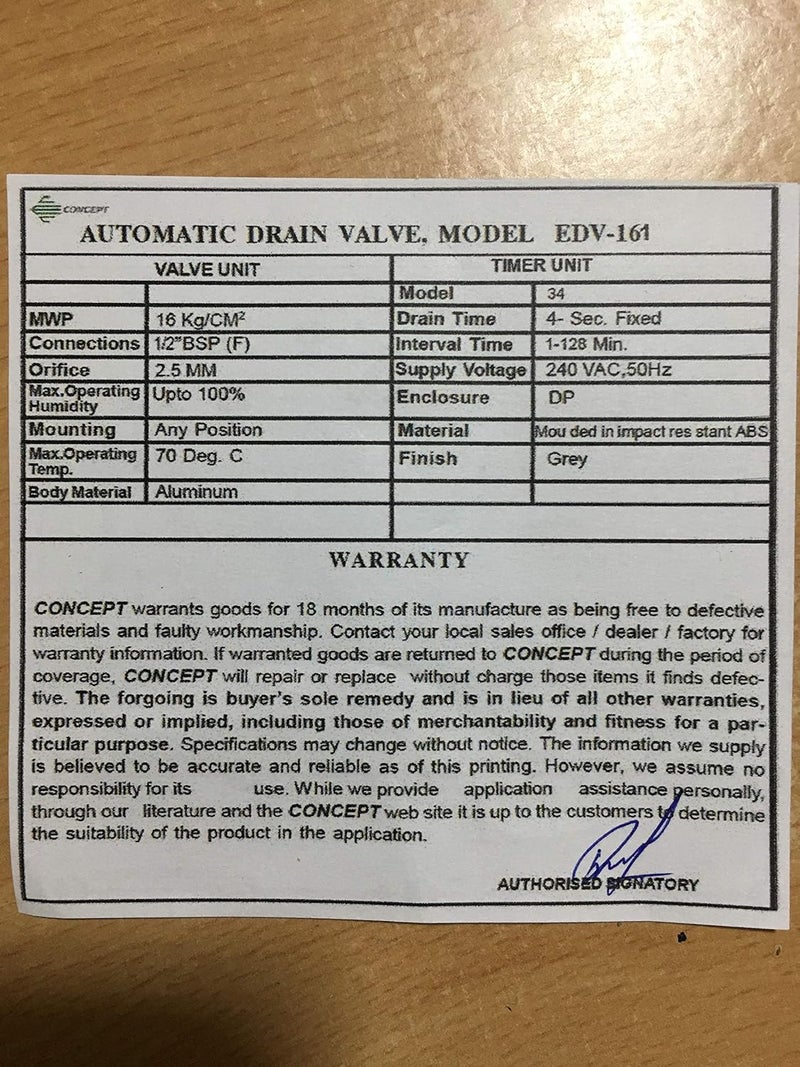 CONCEPT
AUTOMATIC DRAIN VALVE, MODEL EDV-161
VALVE UNIT TIMER UNIT
Model 34
MWP 16 Kg/CM² Drain Time 4- Sec. Fixed
Connections 1/2"BSP (F) Interval Time 1-128 Min.
Orifice 2.5 MM Supply Voltage 240 VAC,50Hz
Max.Operating Humidity Upto 100% Enclosure DP
Mounting Any Position Material Mou ded in impact res stant ABS
Max.Operating Temp. 70 Deg. C Finish Grey
Body Material Aluminum
WARRANTY
CONCEPT warrants goods for 18 months of its manufacture as being free to defective
materials and faulty workmanship. Contact your local sales office / dealer / factory for
warranty information. If warranted goods are returned to CONCEPT during the period of
coverage, CONCEPT will repair or replace without charge those items it finds defec-
tive. The forgoing is buyer's sole remedy and is in lieu of all other warranties,
expressed or implied, including those of merchantability and fitness for a par-
ticular purpose. Specifications may change without notice. The information we supply
is believed to be accurate and reliable as of this printing. However, we assume no
responsibility for its use. While we provide application assistance personally,
through our literature and the CONCEPT web site it is up to the customers to determine
the suitability of the product in the application.
AUTHORISED SIGNATORY